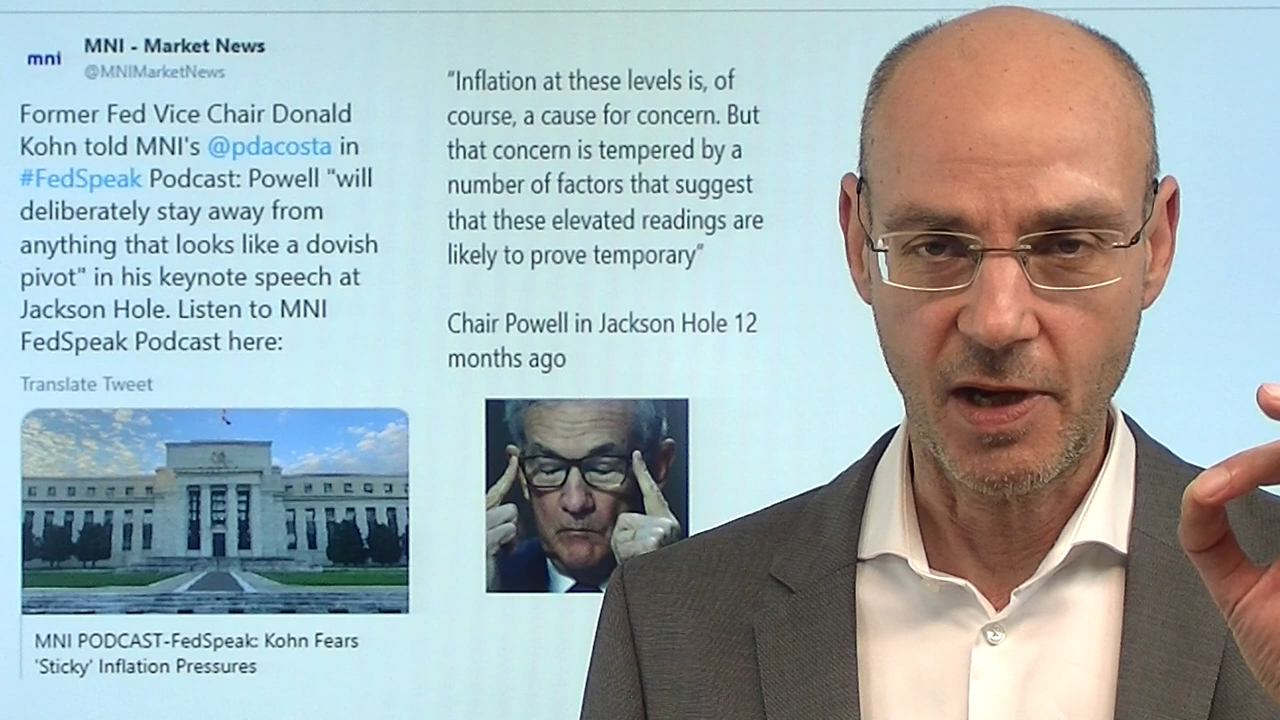 mni
MNI - Market News
@MNIMarketNews
Former Fed Vice Chair Donald
Kohn told MNI's @pdacosta in
#FedSpeak Podcast: Powell "will
deliberately stay away from
anything that looks like a dovish
pivot" in his keynote speech at
Jackson Hole. Listen to MNI
FedSpeak Podcast here:
Translate Tweet
MNI PODCAST-FedSpeak: Kohn Fears
'Sticky' Inflation Pressures
“Inflation at these levels is, of
course, a cause for concern. But
that concern is tempered by a
number of factors that suggest
that these elevated readings are
likely to prove temporary”
Chair Powell in Jackson Hole 12
months ago